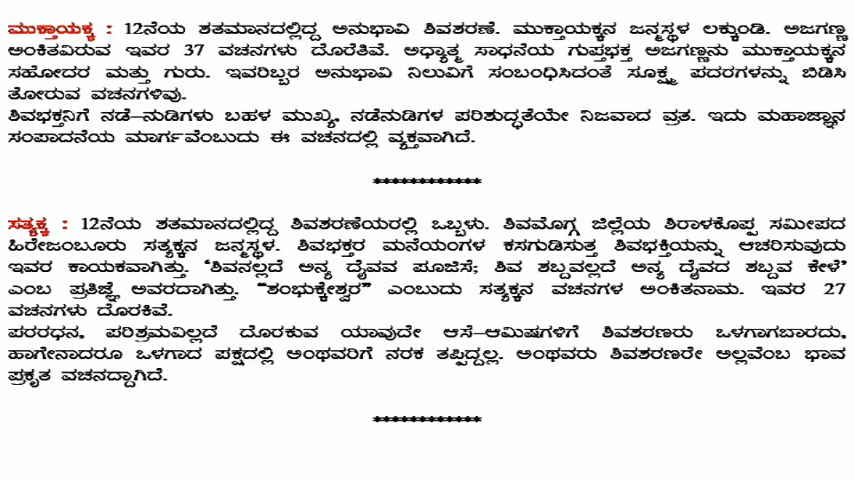 ಮುಕ್ತಾಯಕ್ಕ : 12ನೆಯ ಶತಮಾನದಲ್ಲಿದ್ದ ಅನುಭಾವಿ ಶಿವಶರಣೆ. ಮುಕ್ತಾಯಕ್ಕನ ಜನ್ಮಸ್ಥಳ ಲಕ್ಕುಂಡಿ. ಅಜಗಣ್ಣ
ಅಂಕಿತವಿರುವ ಇವರ 37 ವಚನಗಳು ದೊರೆತಿವೆ. ಅಧ್ಯಾತ್ಮ ಸಾಧನೆಯ ಗುಪ್ತಭಕ್ತ ಅಜಗಣ್ಣನು ಮುಕ್ತಾಯಕ್ಕನ
ಸಹೋದರ ಮತ್ತು ಗುರು. ಇವರಿಬ್ಬರ ಅನುಭಾವಿ ನಿಲುವಿಗೆ ಸಂಬಂಧಿಸಿದಂತೆ ಸೂಕ್ಷ್ಮ ಪದರಗಳನ್ನು ಬಿಡಿಸಿ
ತೋರುವ ವಚನಗಳಿವು.
ಶಿವಭಕ್ತನಿಗೆ ನಡೆ–ನುಡಿಗಳು ಬಹಳ ಮುಖ್ಯ, ನಡೆನುಡಿಗಳ ಪರಿಶುದ್ಧತೆಯೇ ನಿಜವಾದ ವ್ರತ. ಇದು ಮಹಾಜ್ಞಾನ
ಸಂಪಾದನೆಯ ಮಾರ್ಗವೆಂಬುದು ಈ ವಚನದಲ್ಲಿ ವ್ಯಕ್ತವಾಗಿದೆ.
************
ಸತ್ಯಕ್ಕ : 12ನೆಯ ಶತಮಾನದಲ್ಲಿದ್ದ ಶಿವಶರಣೆಯರಲ್ಲಿ ಒಬ್ಬಳು. ಶಿವಮೊಗ್ಗ ಜಿಲ್ಲೆಯ ಶಿರಾಳಕೊಪ್ಪ ಸಮೀಪದ
ಹಿರೇಜಂಬೂರು ಸತ್ಯಕ್ಕನ ಜನ್ಮಸ್ಥಳ. ಶಿವಭಕ್ತರ ಮನೆಯಂಗಳ ಕಸಗುಡಿಸುತ್ತ ಶಿವಭಕ್ತಿಯನ್ನು ಆಚರಿಸುವುದು
ಇವರ ಕಾಯಕವಾಗಿತ್ತು. ‘ಶಿವನಲ್ಲದೆ ಅನ್ಯ ದೈವವ ಪೂಜಿಸೆ; ಶಿವ ಶಬ್ದವಲ್ಲದೆ ಅನ್ಯ ದೈವದ ಶಬ್ದವ ಕೇಳೆ’
ಎಂಬ ಪ್ರತಿಜ್ಞೆ ಅವರದಾಗಿತ್ತು. “ಶಂಭುಕ್ಕೇಶ್ವರ” ಎಂಬುದು ಸತ್ಯಕ್ಕನ ವಚನಗಳ ಅಂಕಿತನಾಮ. ಇವರ 27
ವಚನಗಳು ದೊರಕಿವೆ.
ಪರರಧನ, ಪರಿಶ್ರಮವಿಲ್ಲದೆ ದೊರಕುವ ಯಾವುದೇ ಆಸೆ–ಆಮಿಷಗಳಿಗೆ ಶಿವಶರಣರು ಒಳಗಾಗಬಾರದು,
ಹಾಗೇನಾದರೂ ಒಳಗಾದ ಪಕ್ಷದಲ್ಲಿ ಅಂಥವರಿಗೆ ನರಕ ತಪ್ಪಿದ್ದಲ್ಲ. ಅಂಥವರು ಶಿವಶರಣರೇ ಅಲ್ಲವೆಂಬ ಭಾವ
ಪ್ರಕೃತ ವಚನದ್ದಾಗಿದೆ.
************